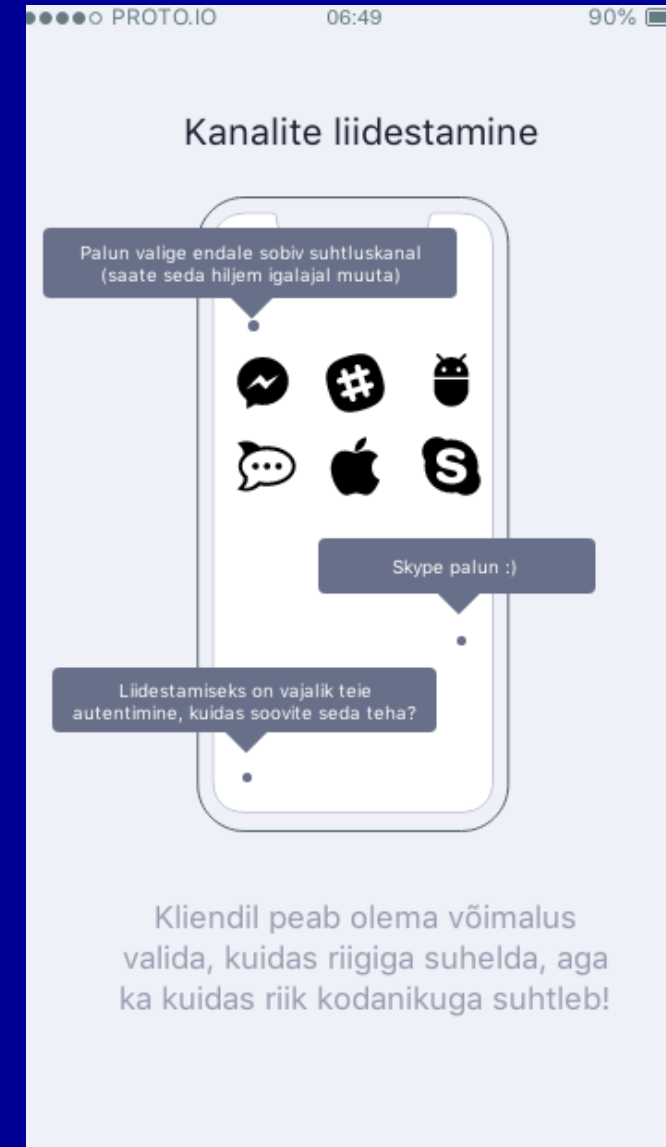 PROTO.IO 06:49 90%
Kanalite liidestamine
Palun valige endale sobiv suhtluskanal
(saate seda hiljem igalajal muuta)
Skype palun :)
Liidestamiseks on vajalik teie
autentimine, kuidas soovite seda teha?
Kliendil peab olema võimalus
valida, kuidas riigiga suhelda, aga
ka kuidas riik kodanikuga suhtleb!